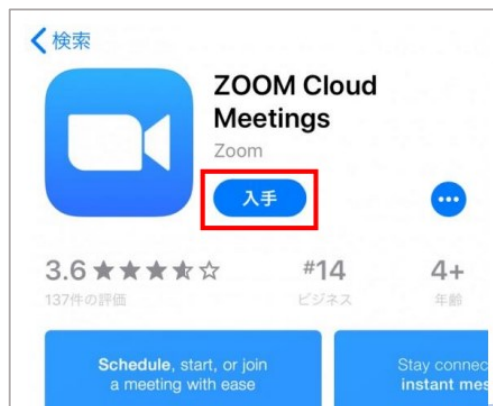 検索
ZOOM Cloud
Meetings
Zoom
入手
3.6
#14
4+
137件の評価
ビジネス
年齢
Schedule, start, or join
a meeting with ease
Stay connec
instant mes